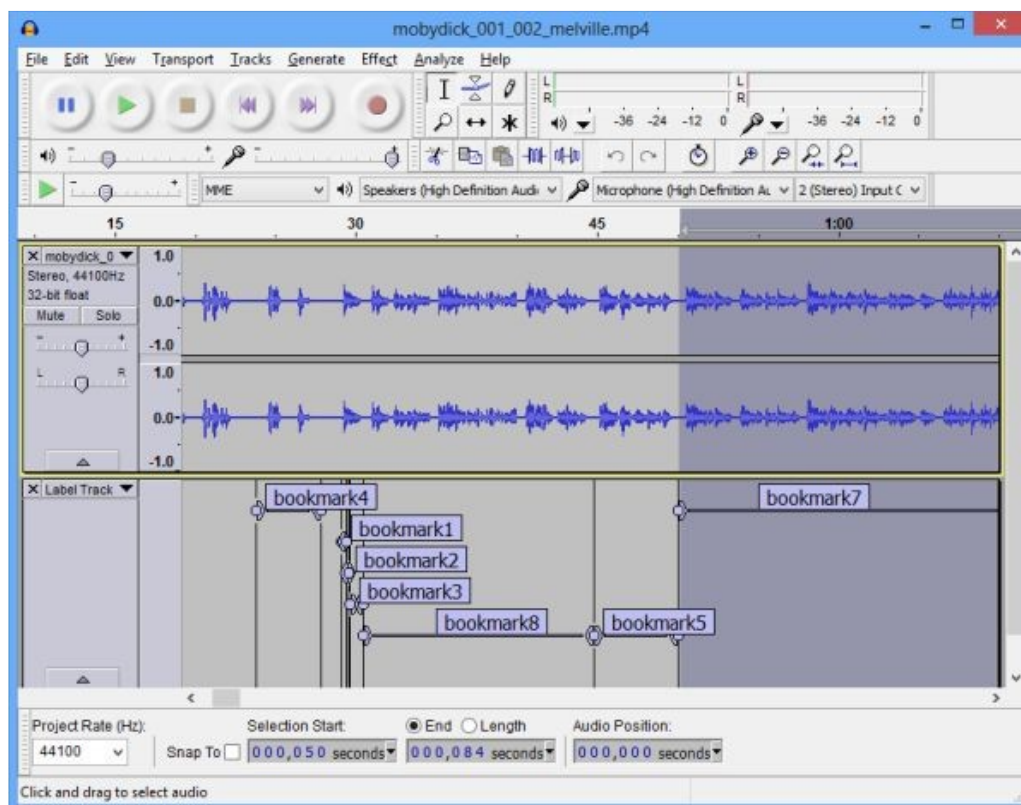 mobydick_001_002_melville.mp4
File Edit View Transport Tracks Generate Effect Analyze Help
L
R
-36 -24 -12 0
L
R
-36 -24 -12 0
MME
Speakers (High Definition Audi
Microphone (High Definition Au
2 (Stereo) Input C
15 30 45 1:00
mobydick_0
Stereo, 44100Hz
32-bit float
Mute Solo
- +
L R
1.0
0.0
-1.0
1.0
0.0
-1.0
Label Track
bookmark4
bookmark7
bookmark1
bookmark2
bookmark3
bookmark8
bookmark5
Project Rate (Hz): Selection Start: End Length Audio Position:
44100 Snap To 000,050 seconds 000,084 seconds 000,000 seconds
Click and drag to select audio